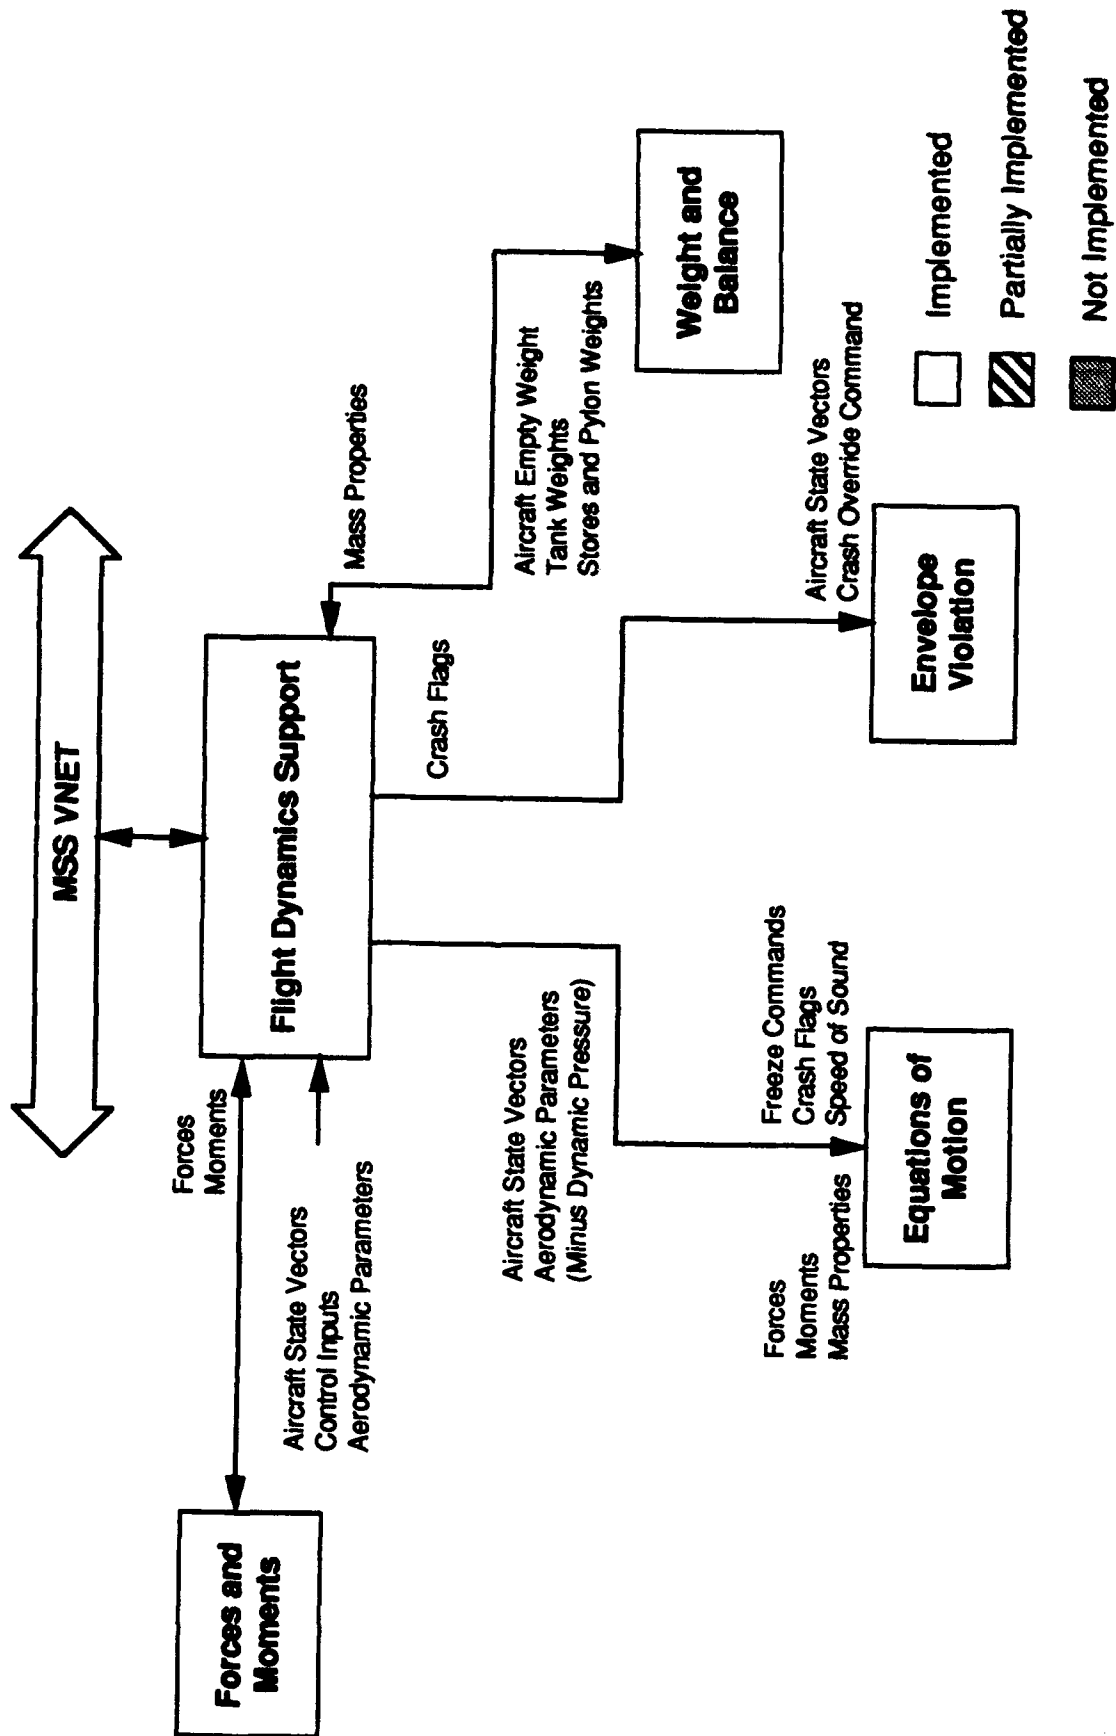 MSS VNET
Flight Dynamics Support
Forces and
Moments
Forces
Moments
Aircraft State Vectors
Control Inputs
Aerodynamic Parameters
Mass Properties
Crash Flags
Aircraft State Vectors
Aerodynamic Parameters
(Minus Dynamic Pressure)
Aircraft Empty Weight
Tank Weights
Stores and Pylon Weights
Weight and
Balance
Forces
Moments
Mass Properties
Freeze Commands
Crash Flags
Speed of Sound
Aircraft State Vectors
Crash Override Command
Equations of
Motion
Envelope
Violation
Implemented
Partially Implemented
Not Implemented